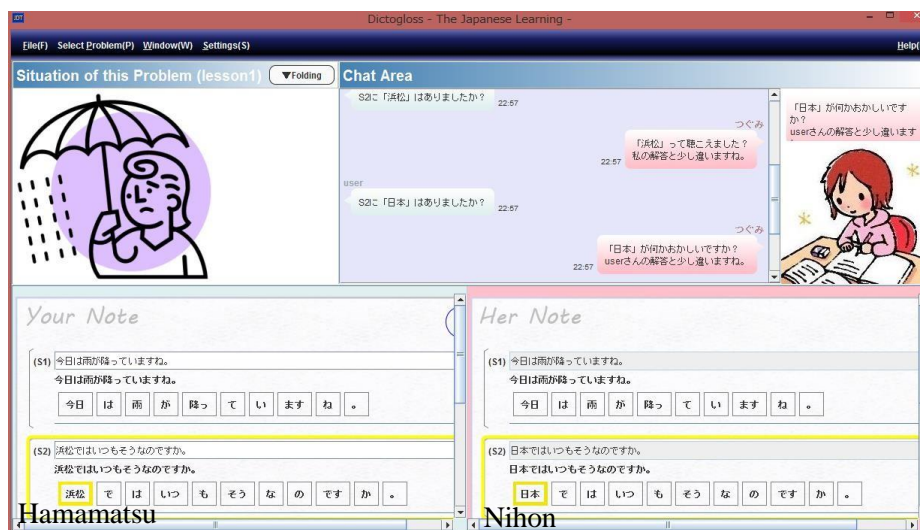 JDT
Dictogloss - The Japanese Learning -
File(F) Select Problem(P) Window(W) Settings(S)
Help(
Situation of this Problem (lesson1)
▼Folding
Chat Area
S2に「浜松」はありましたか?
22:57
つぐみ
「浜松」って聴こえました?
私の解答と少し違いますね。
22:57
user
S2に「日本」はありましたか?
22:57
つぐみ
「日本」が何かおかしいですか?
userさんの解答と少し違いますね。
22:57
「日本」が何かおかしいです
か?
userさんの解答と少し違います
Your Note
(S1) 今日は雨が降っていますね。
今日は雨が降っていますね。
今日 は 雨 が 降っ て い ます ね 。
(S2) 浜松ではいつもそうなのですか。
浜松ではいつもそうなのですか。
浜松 で は いつ も そう な の です か 。
Hamamatsu
Her Note
(S1) 今日は雨が降っていますね。
今日は雨が降っていますね。
今日 は 雨 が 降っ て い ます ね 。
(S2) 日本ではいつもそうなのですか。
日本ではいつもそうなのですか。
日本 で は いつ も そう な の です か 。
Nihon